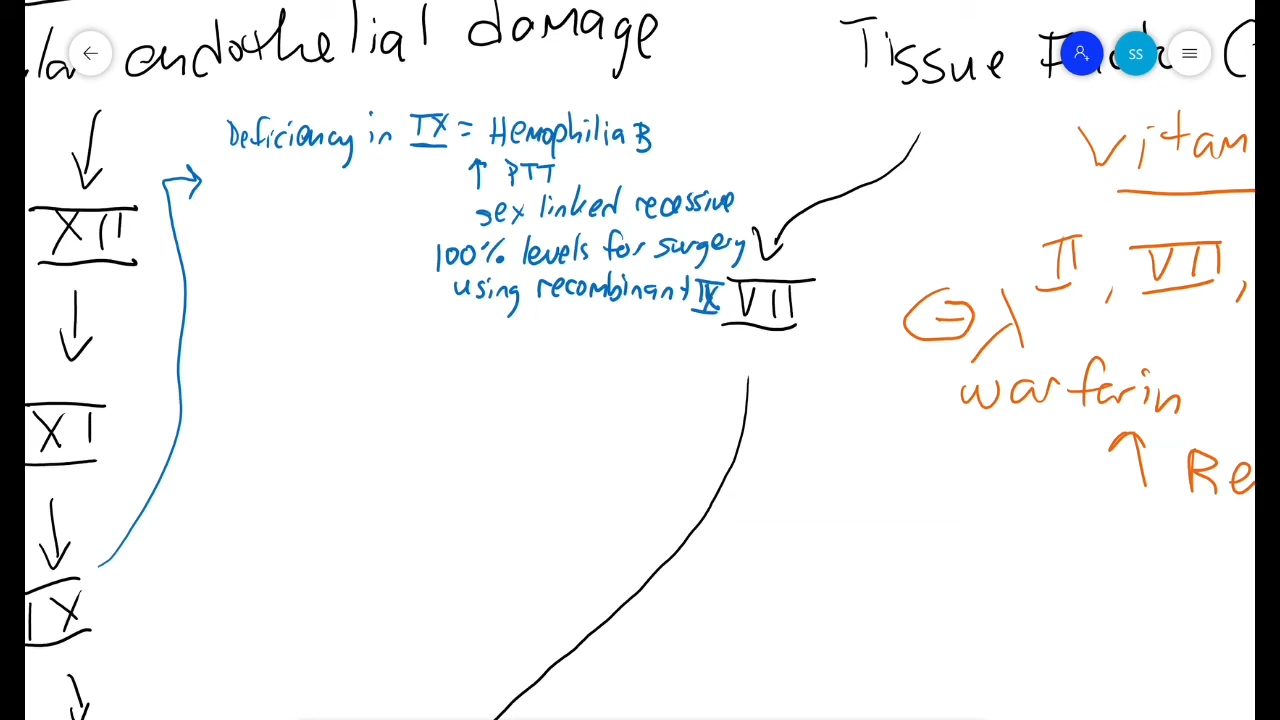 endothelial damage
Tissue
SS
Deficiency in IX = Hemophilia B
↑ PTT
sex linked recessive
100% levels for surgery
using recombinant IX
XII
XI
IX
VII
Vitam
II, VII,
⊖
warfarin
↑ Re